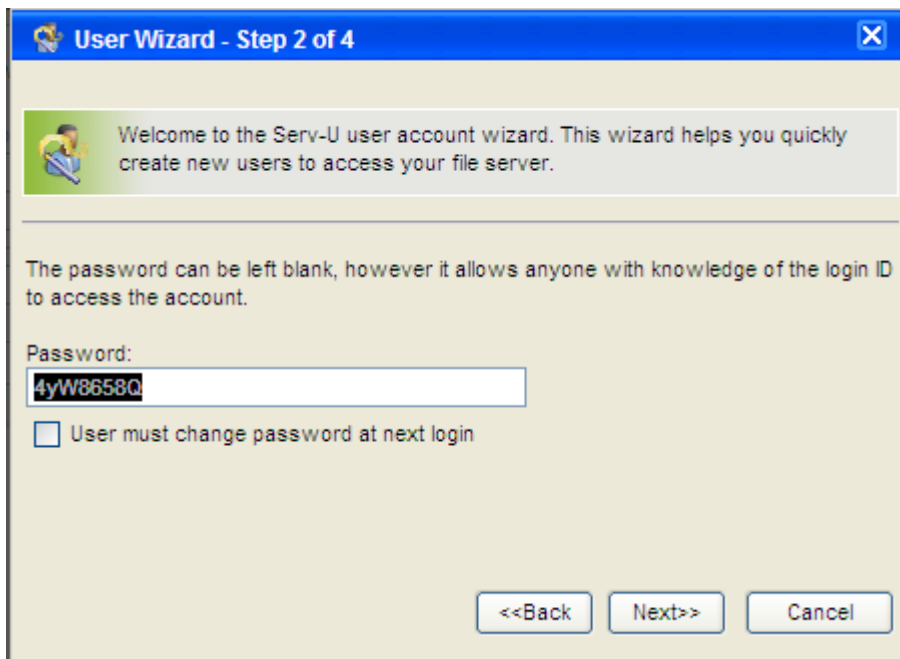 User Wizard - Step 2 of 4
Welcome to the Serv-U user account wizard. This wizard helps you quickly
create new users to access your file server.
The password can be left blank, however it allows anyone with knowledge of the login ID
to access the account.
Password:
4yW8658Q
User must change password at next login
<<Back Next>> Cancel